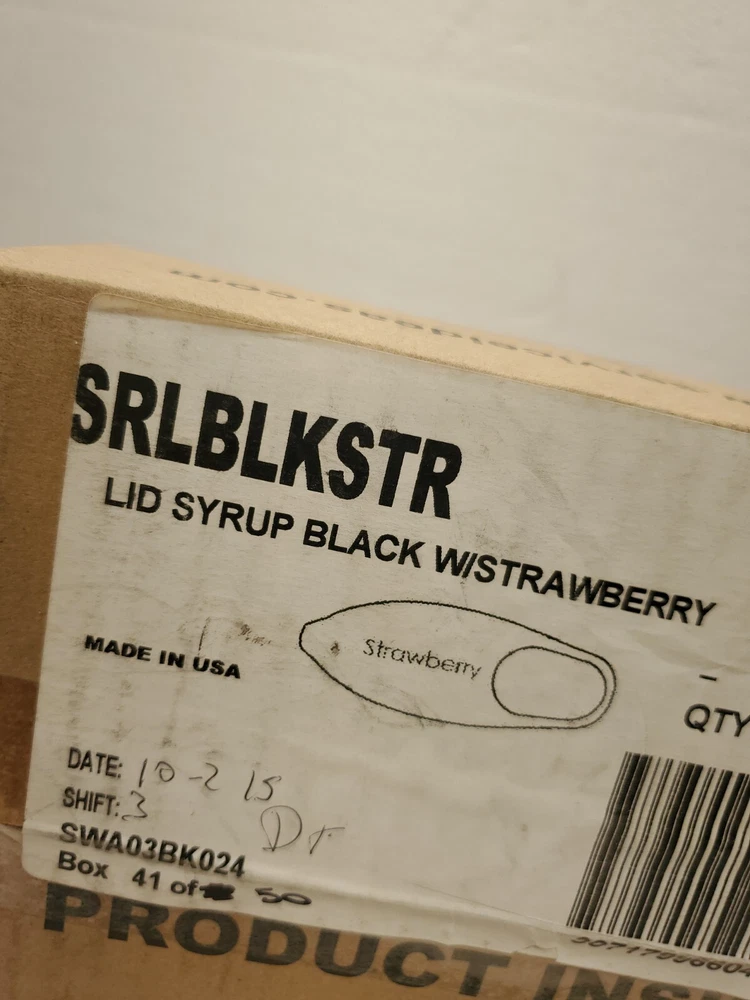 SRLBLKSTR
LID SYRUP BLACK W/STRAWBERRY
Strawberry
MADE IN USA
QTY
DATE: 10-2 15
SHIFT: 3
SWA03BK024
Box 41 of 50
PRODUCT INS